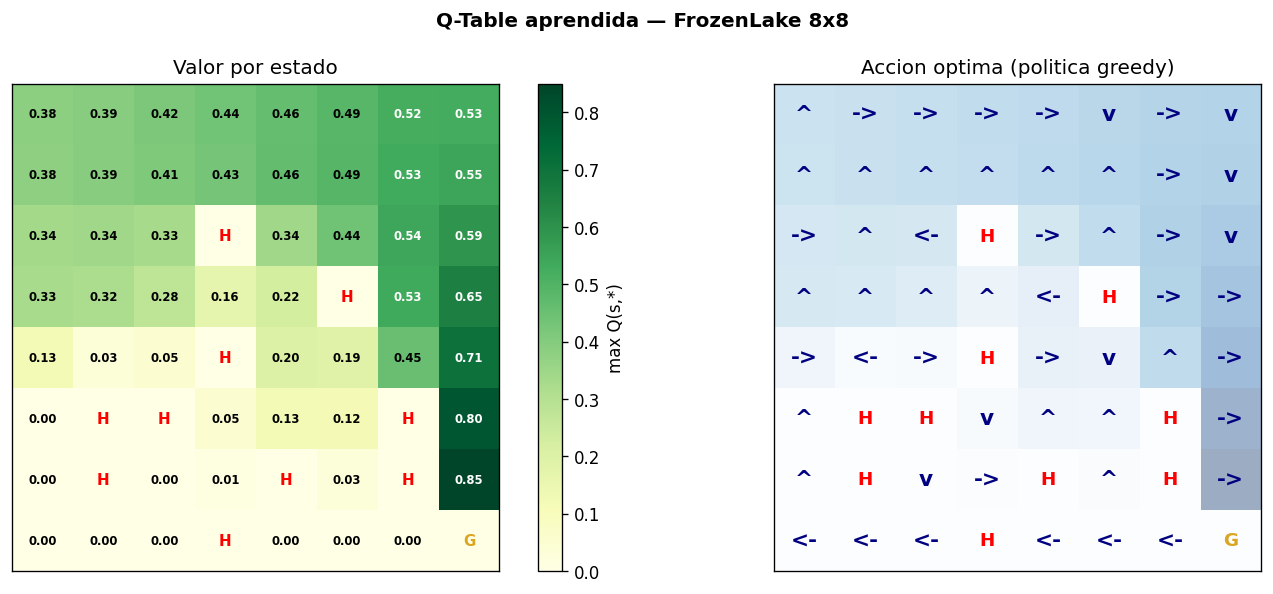 Q-Table aprendida — FrozenLake 8x8
Valor por estado
0.38 0.39 0.42 0.44 0.46 0.49 0.52 0.53
0.38 0.39 0.41 0.43 0.46 0.49 0.53 0.55
0.34 0.34 0.33 H 0.34 0.44 0.54 0.59
0.33 0.32 0.28 0.16 0.22 H 0.53 0.65
0.13 0.03 0.05 H 0.20 0.19 0.45 0.71
0.00 H H 0.05 0.13 0.12 H 0.80
0.00 H 0.00 0.01 H 0.03 H 0.85
0.00 0.00 0.00 H 0.00 0.00 0.00 G
0.8
0.7
0.6
0.5
0.4
0.3
0.2
0.1
0.0
max Q(s,*)
Accion optima (politica greedy)
^ -> -> -> -> v -> v
^ ^ ^ ^ ^ ^ -> v
-> ^ <- H -> ^ -> v
^ ^ ^ ^ <- H -> ->
-> <- -> H -> v ^ ->
^ H H v ^ ^ H ->
^ H v -> H ^ H ->
<- <- <- H <- <- <- G